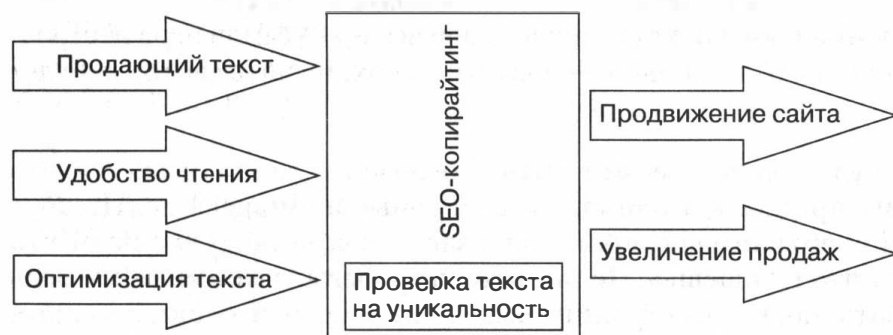 Продающий текст
Удобство чтения
Оптимизация текста
SEO-копирайтинг
Проверка текста
на уникальность
Продвижение сайта
Увеличение продаж